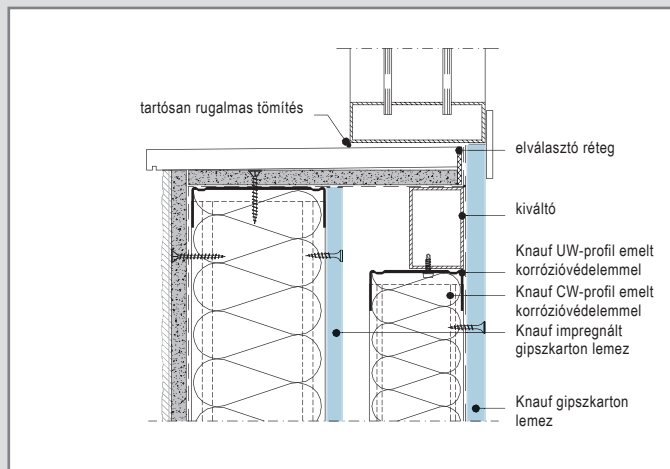 tartósan rugalmas tömítés
elválasztó réteg
kiváltó
Knauf UW-profil emelt
korrózióvédelemmel
Knauf CW-profil emelt
korrózióvédelemmel
Knauf impregnált
gipszkarton lemez
Knauf gipszkarton
lemez